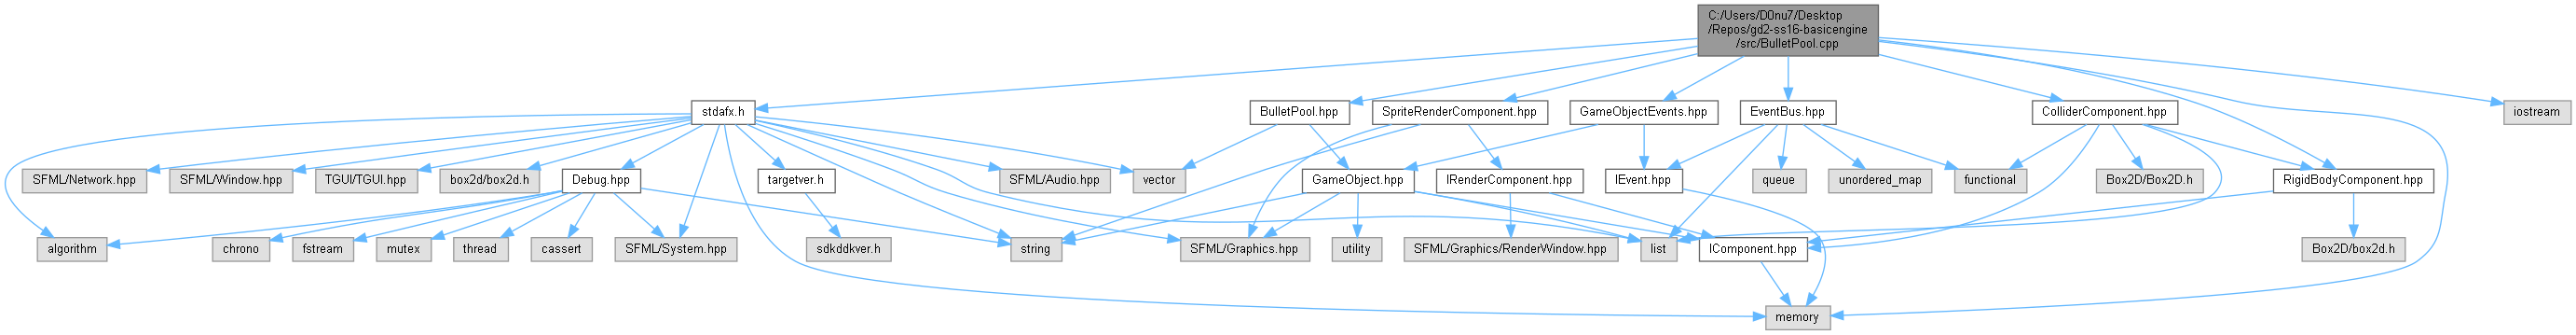 C:/Users/D0nu7/Desktop
/Repos/gd2-ss16-basicengine
/src/BulletPool.cpp
stdafx.h
BulletPool.hpp
SpriteRenderComponent.hpp
GameObjectEvents.hpp
EventBus.hpp
ColliderComponent.hpp
iostream
SFML/Network.hpp
SFML/Window.hpp
TGUI/TGUI.hpp
box2d/box2d.h
Debug.hpp
targetver.h
SFML/Audio.hpp
vector
GameObject.hpp
IRenderComponent.hpp
IEvent.hpp
queue
unordered_map
functional
Box2D/Box2D.h
RigidBodyComponent.hpp
algorithm
chrono
fstream
mutex
thread
cassert
SFML/System.hpp
sdkddkver.h
string
SFML/Graphics.hpp
utility
SFML/Graphics/RenderWindow.hpp
list
IComponent.hpp
Box2D/box2d.h
memory